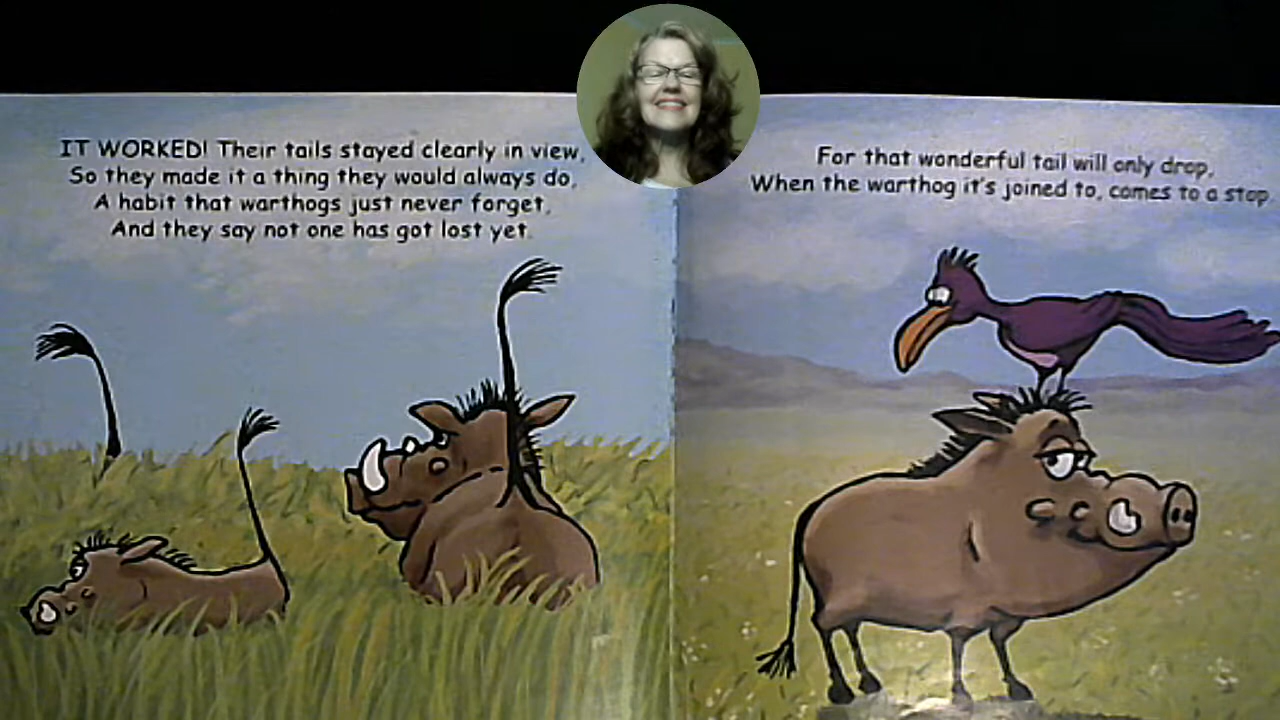 IT WORKED! Their tails stayed clearly in view,
So they made it a thing they would always do,
A habit that warthogs just never forget,
And they say not one has got lost yet.
For that wonderful tail will only drop,
When the warthog it's joined to, comes to a stop.